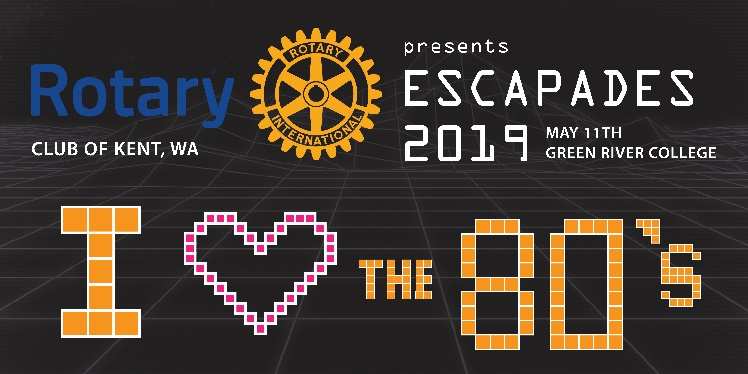 Rotary
CLUB OF KENT, WA
ROTARY
INTERNATIONAL
presents
ESCAPADES
2019
MAY 11TH
GREEN RIVER COLLEGE
I THE 80's